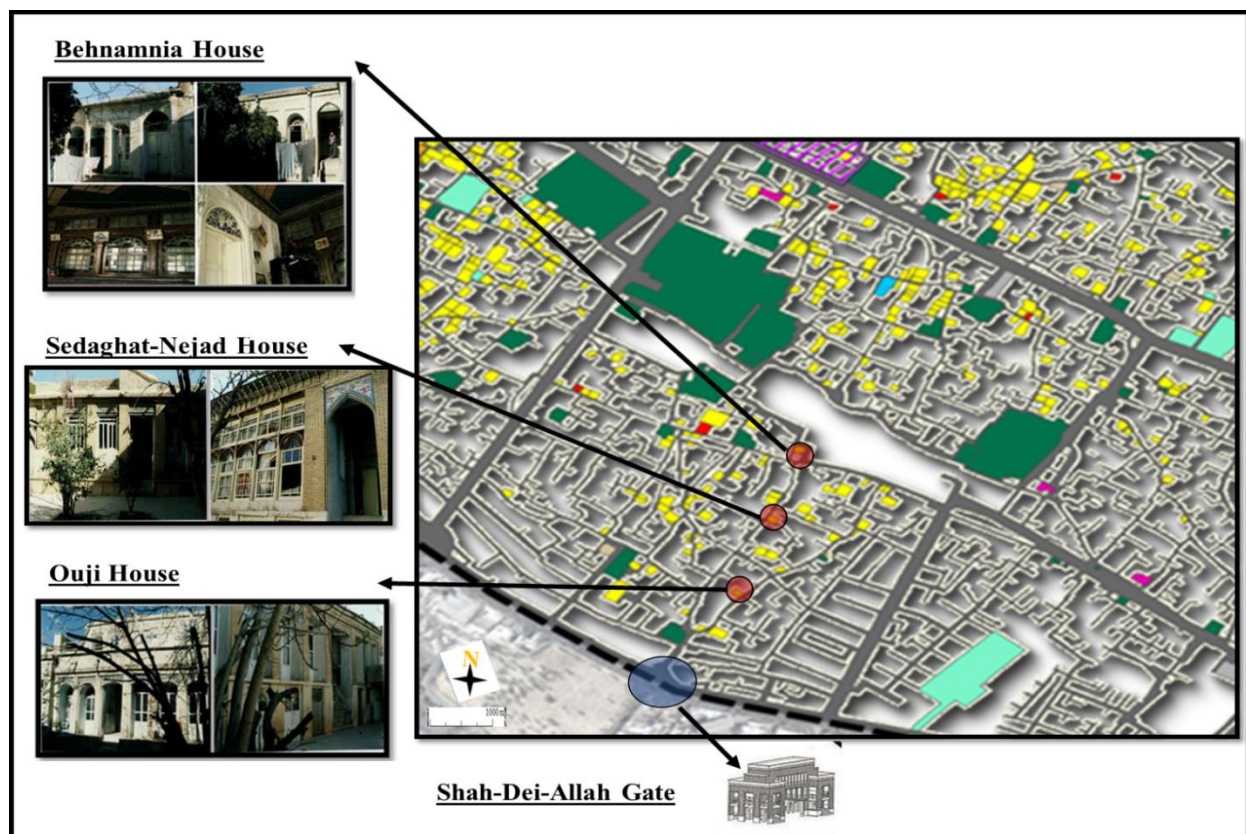 Behnamnia House
Sedaghat-Nejad House
Ouji House
N
1000 m
Shah-Dei-Allah Gate